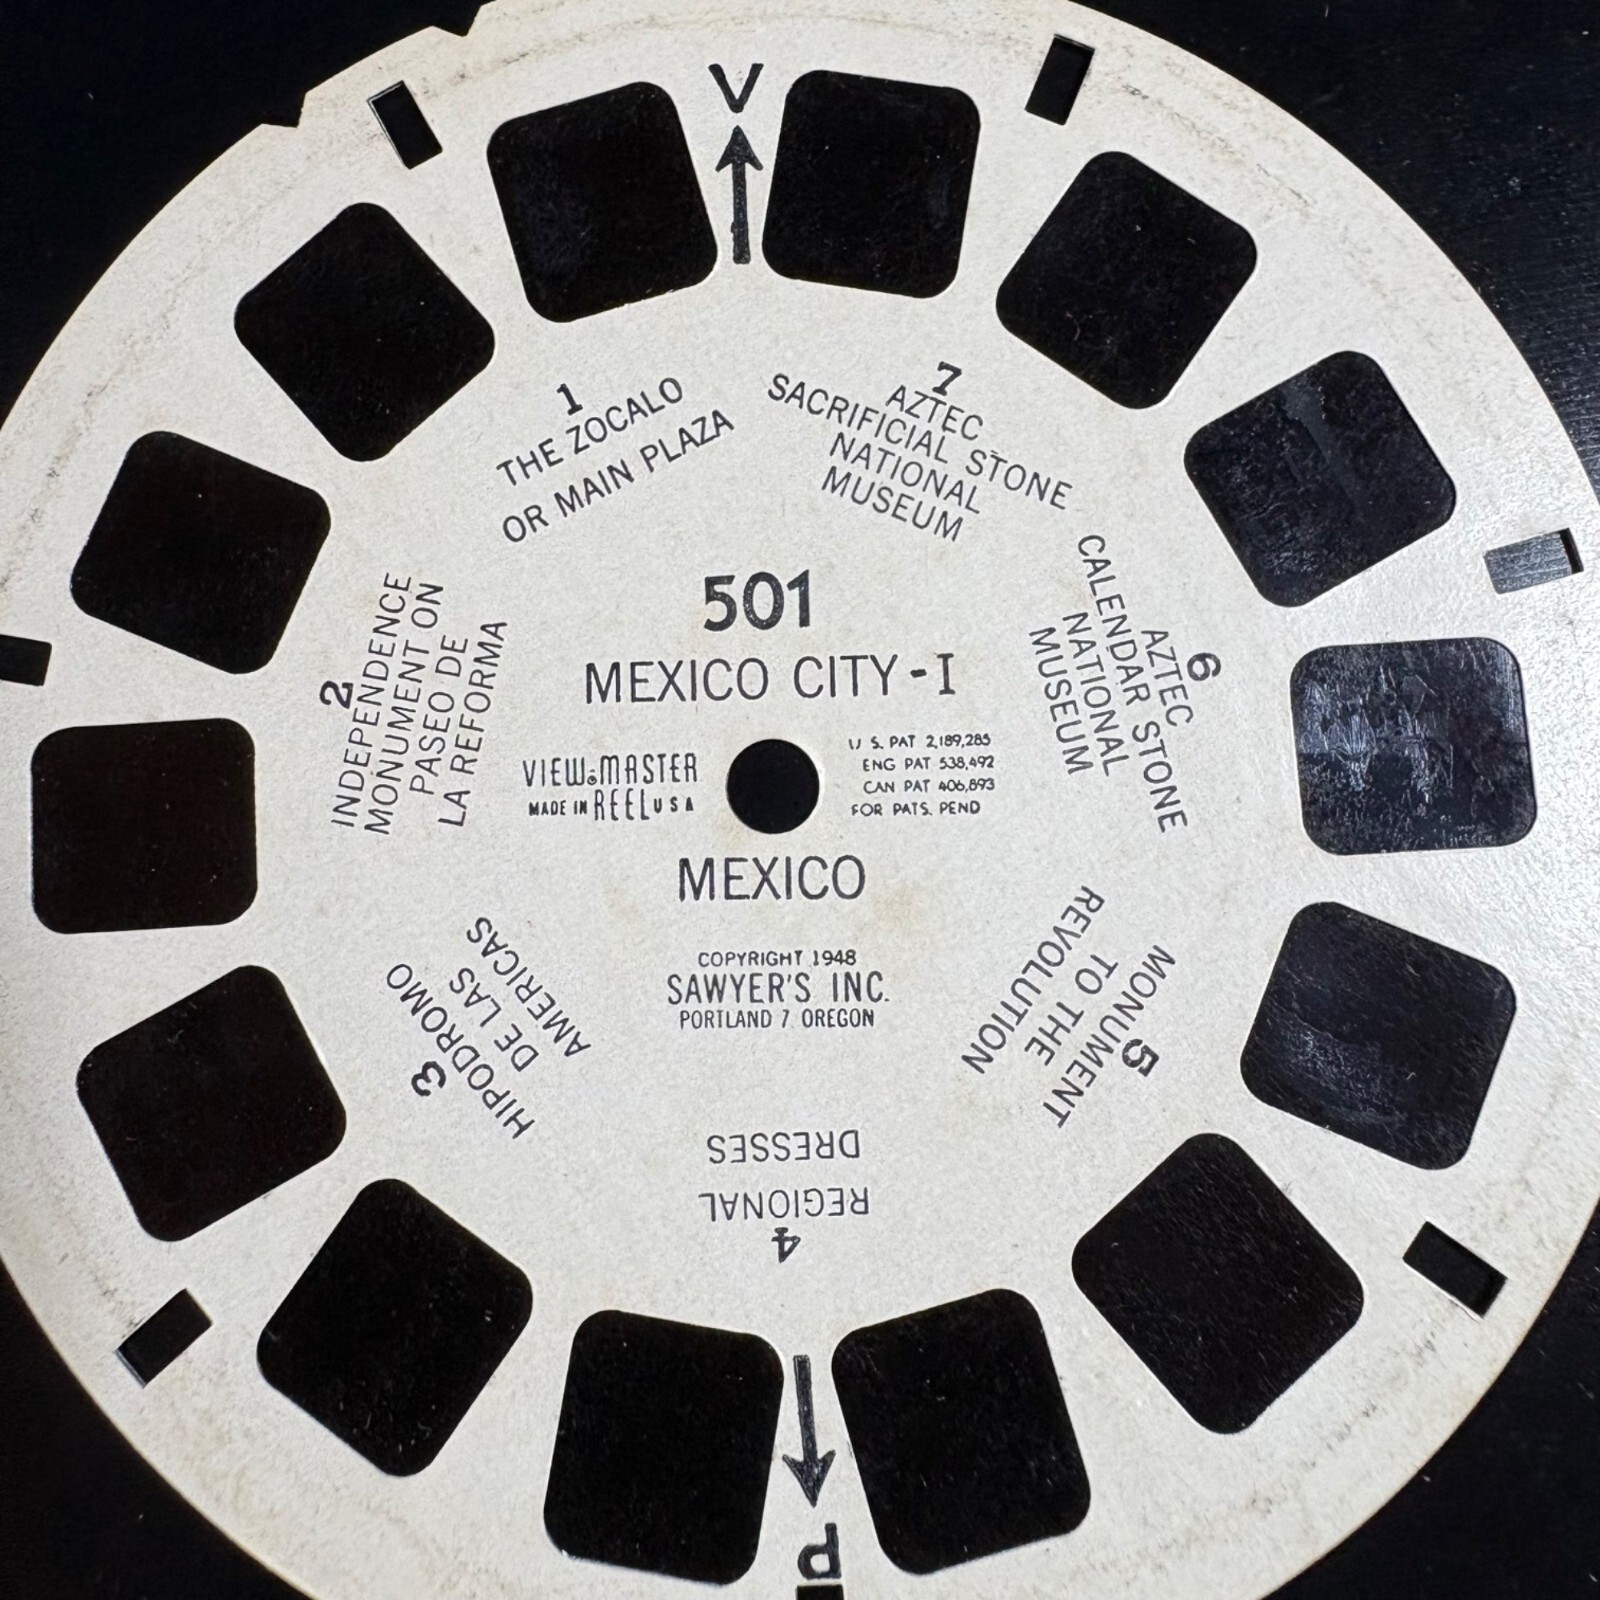 V
1
THE ZOCALO
OR MAIN PLAZA
7
AZTEC
SACRIFICIAL STONE
NATIONAL
MUSEUM
501
MEXICO CITY - I
VIEW-MASTER
MADE IN REEL U S A
U S. PAT 2,189,285
ENG PAT 538,492
CAN PAT 406,893
FOR PATS. PEND
MEXICO
COPYRIGHT 1948
SAWYER'S INC.
PORTLAND 7 OREGON
2
INDEPENDENCE
MONUMENT ON
PASEO DE
LA REFORMA
3
HIPODROMO
DE LAS
AMERICAS
4
REGIONAL
DRESSES
5
MONUMENT
TO THE
REVOLUTION
6
AZTEC
CALENDAR STONE
NATIONAL
MUSEUM
P